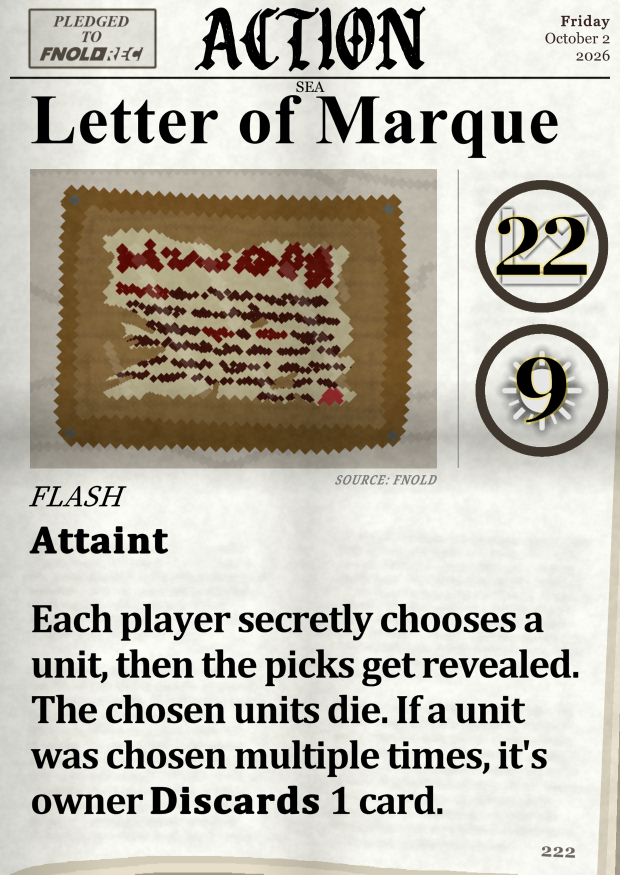 PLEDGED
TO
FNOLD REC
ACTION
Friday
October 2
2026
SEA
Letter of Marque
22
9
SOURCE: FNOLD
FLASH
Attaint
Each player secretly chooses a
unit, then the picks get revealed.
The chosen units die. If a unit
was chosen multiple times, it's
owner Discards 1 card.
222